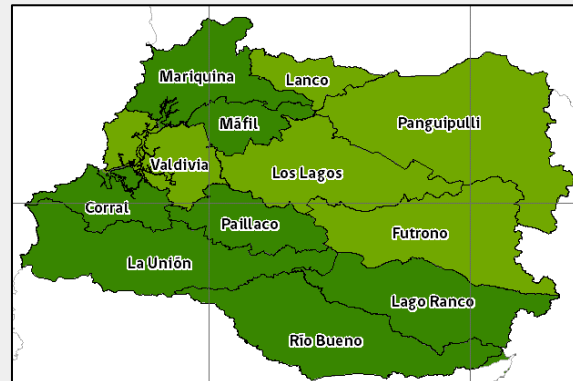 Mariquina
Lanco
Panguipulli
Máfil
Valdivia
Los Lagos
Corral
Paillaco
Futrono
La Unión
Lago Ranco
Río Bueno